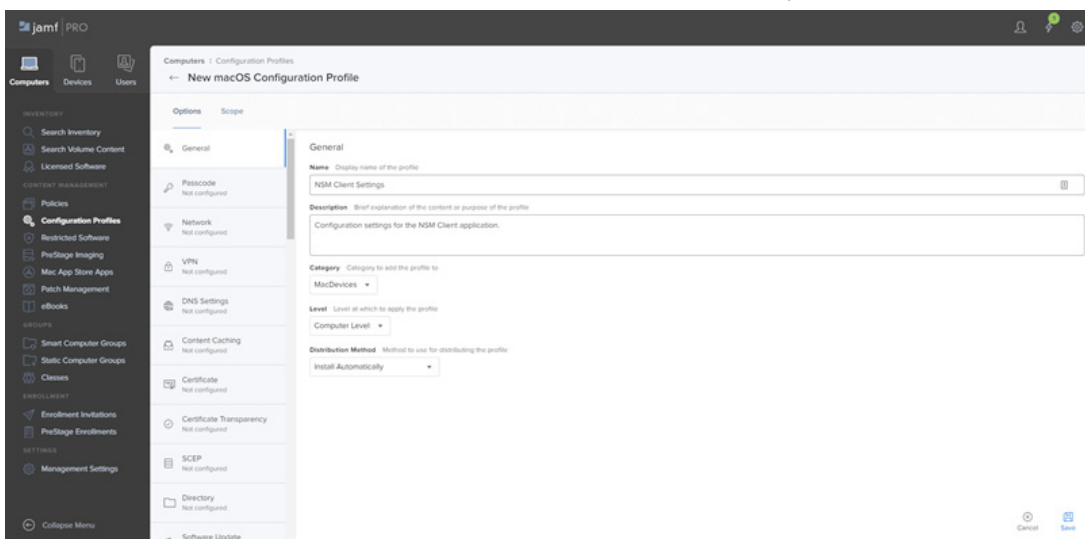 jamf PRO
5
Computers
Devices
Users
INVENTORY
Search Inventory
Search Volume Content
Licensed Software
CONTENT MANAGEMENT
Policies
Configuration Profiles
Restricted Software
PreStage Imaging
Mac App Store Apps
Patch Management
eBooks
GROUPS
Smart Computer Groups
Static Computer Groups
Classes
ENROLLMENT
Enrollment Invitations
PreStage Enrollments
SETTINGS
Management Settings
Collapse Menu
Computers : Configuration Profiles
← New macOS Configuration Profile
Options Scope
General
Passcode
Not configured
Network
Not configured
VPN
Not configured
DNS Settings
Not configured
Content Caching
Not configured
Certificate
Not configured
Certificate Transparency
Not configured
SCEP
Not configured
Directory
Not configured
Software Update
General
Name Display name of the profile
NSM Client Settings
Description Brief explanation of the content or purpose of the profile
Configuration settings for the NSM Client application.
Category Category to add the profile to
MacDevices
Level Level at which to apply the profile
Computer Level
Distribution Method Method to use for distributing the profile
Install Automatically
Cancel
Save